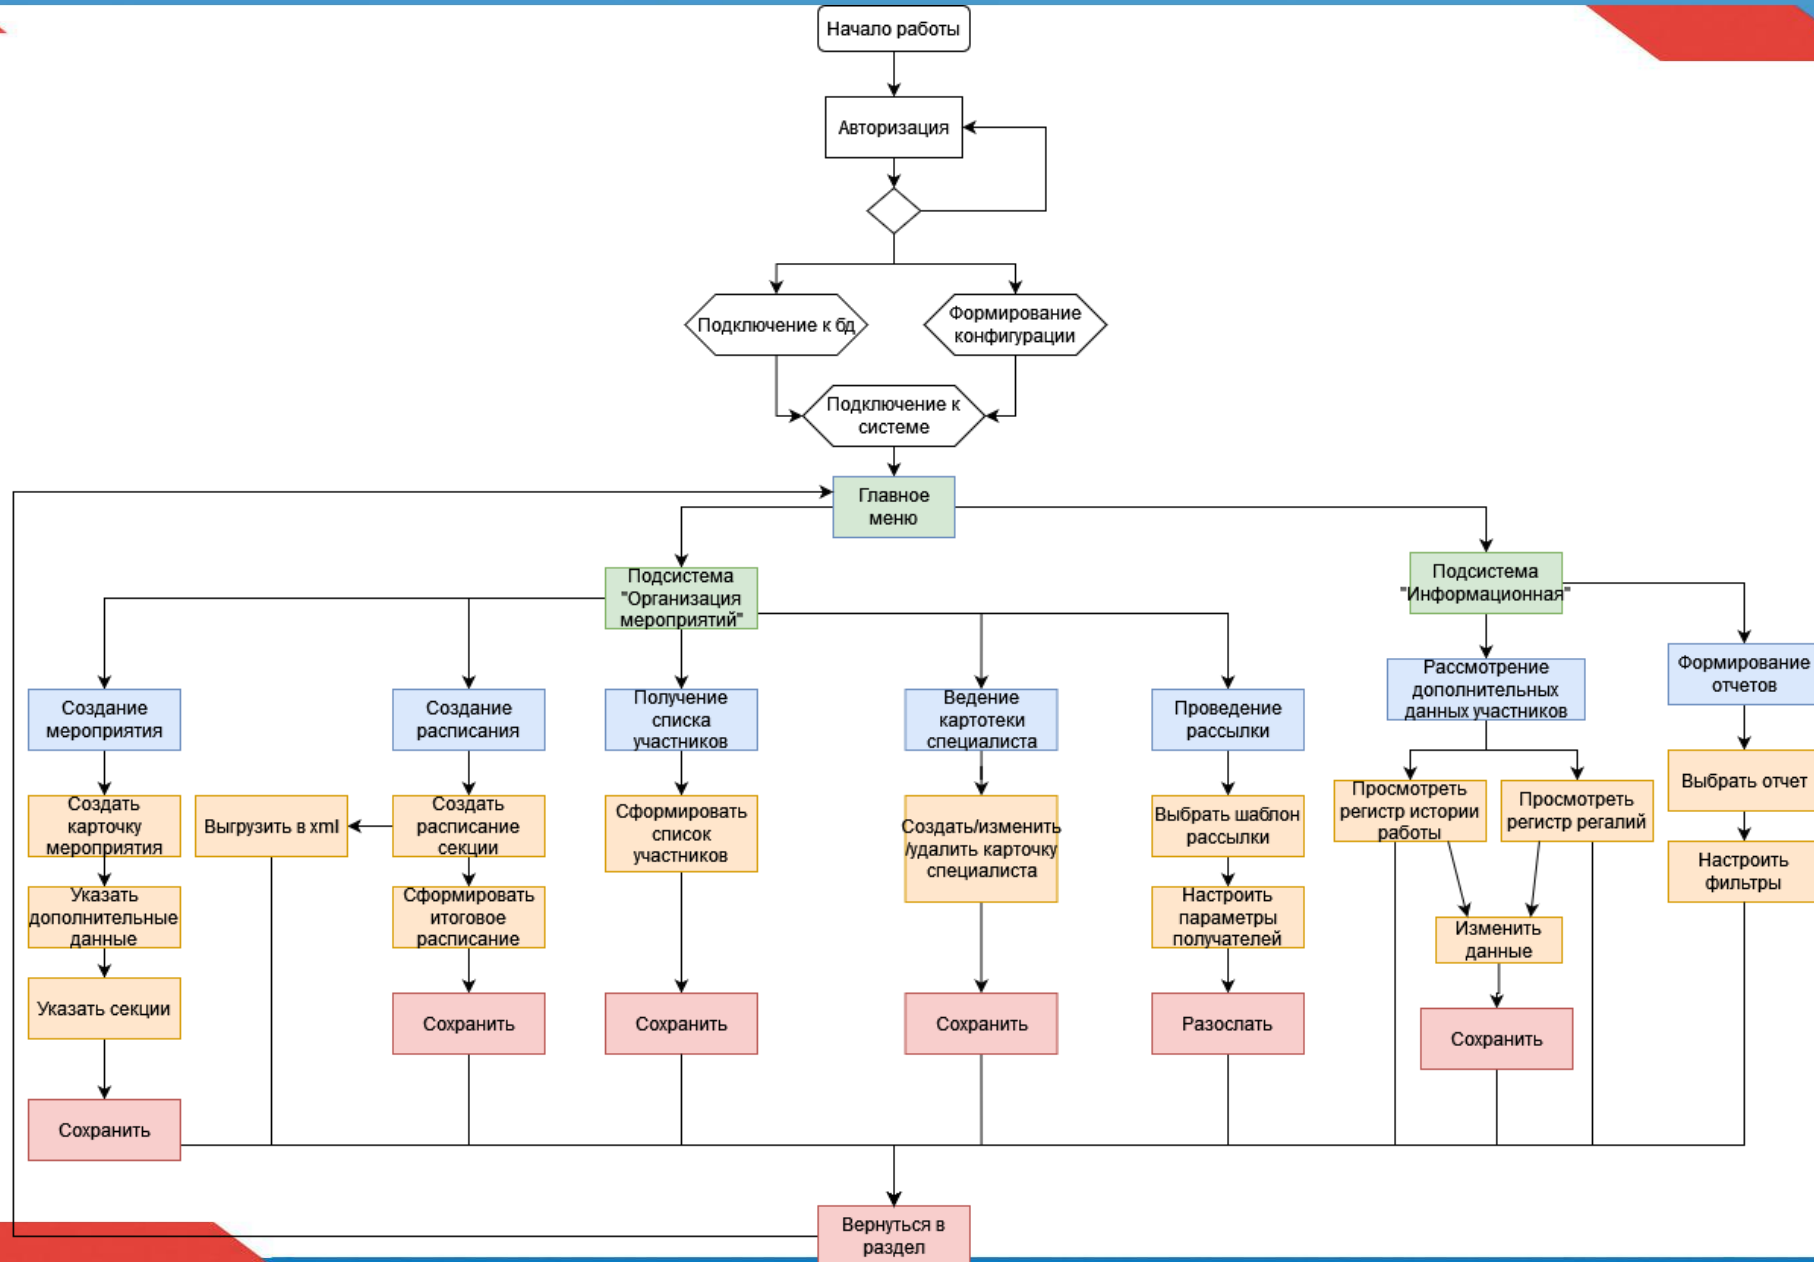 Начало работы
Авторизация
Подключение к бд
Формирование
конфигурации
Подключение к
системе
Главное
меню
Подсистема
"Организация
мероприятий"
Подсистема
"Информационная"
Создание
мероприятия
Создание
расписания
Получение
списка
участников
Ведение
картотеки
специалиста
Проведение
рассылки
Рассмотрение
дополнительных
данных участников
Формирование
отчетов
Создать
карточку
мероприятия
Выгрузить в xml
Создать
расписание
секции
Сформировать
список
участников
Создать/изменить
/удалить карточку
специалиста
Выбрать шаблон
рассылки
Просмотреть
регистр истории
работы
Просмотреть
регистр регалий
Выбрать отчет
Указать
дополнительные
данные
Сформировать
итоговое
расписание
Настроить
параметры
получателей
Изменить
данные
Настроить
фильтры
Указать секции
Сохранить
Сохранить
Сохранить
Разослать
Сохранить
Сохранить
Вернуться в
раздел